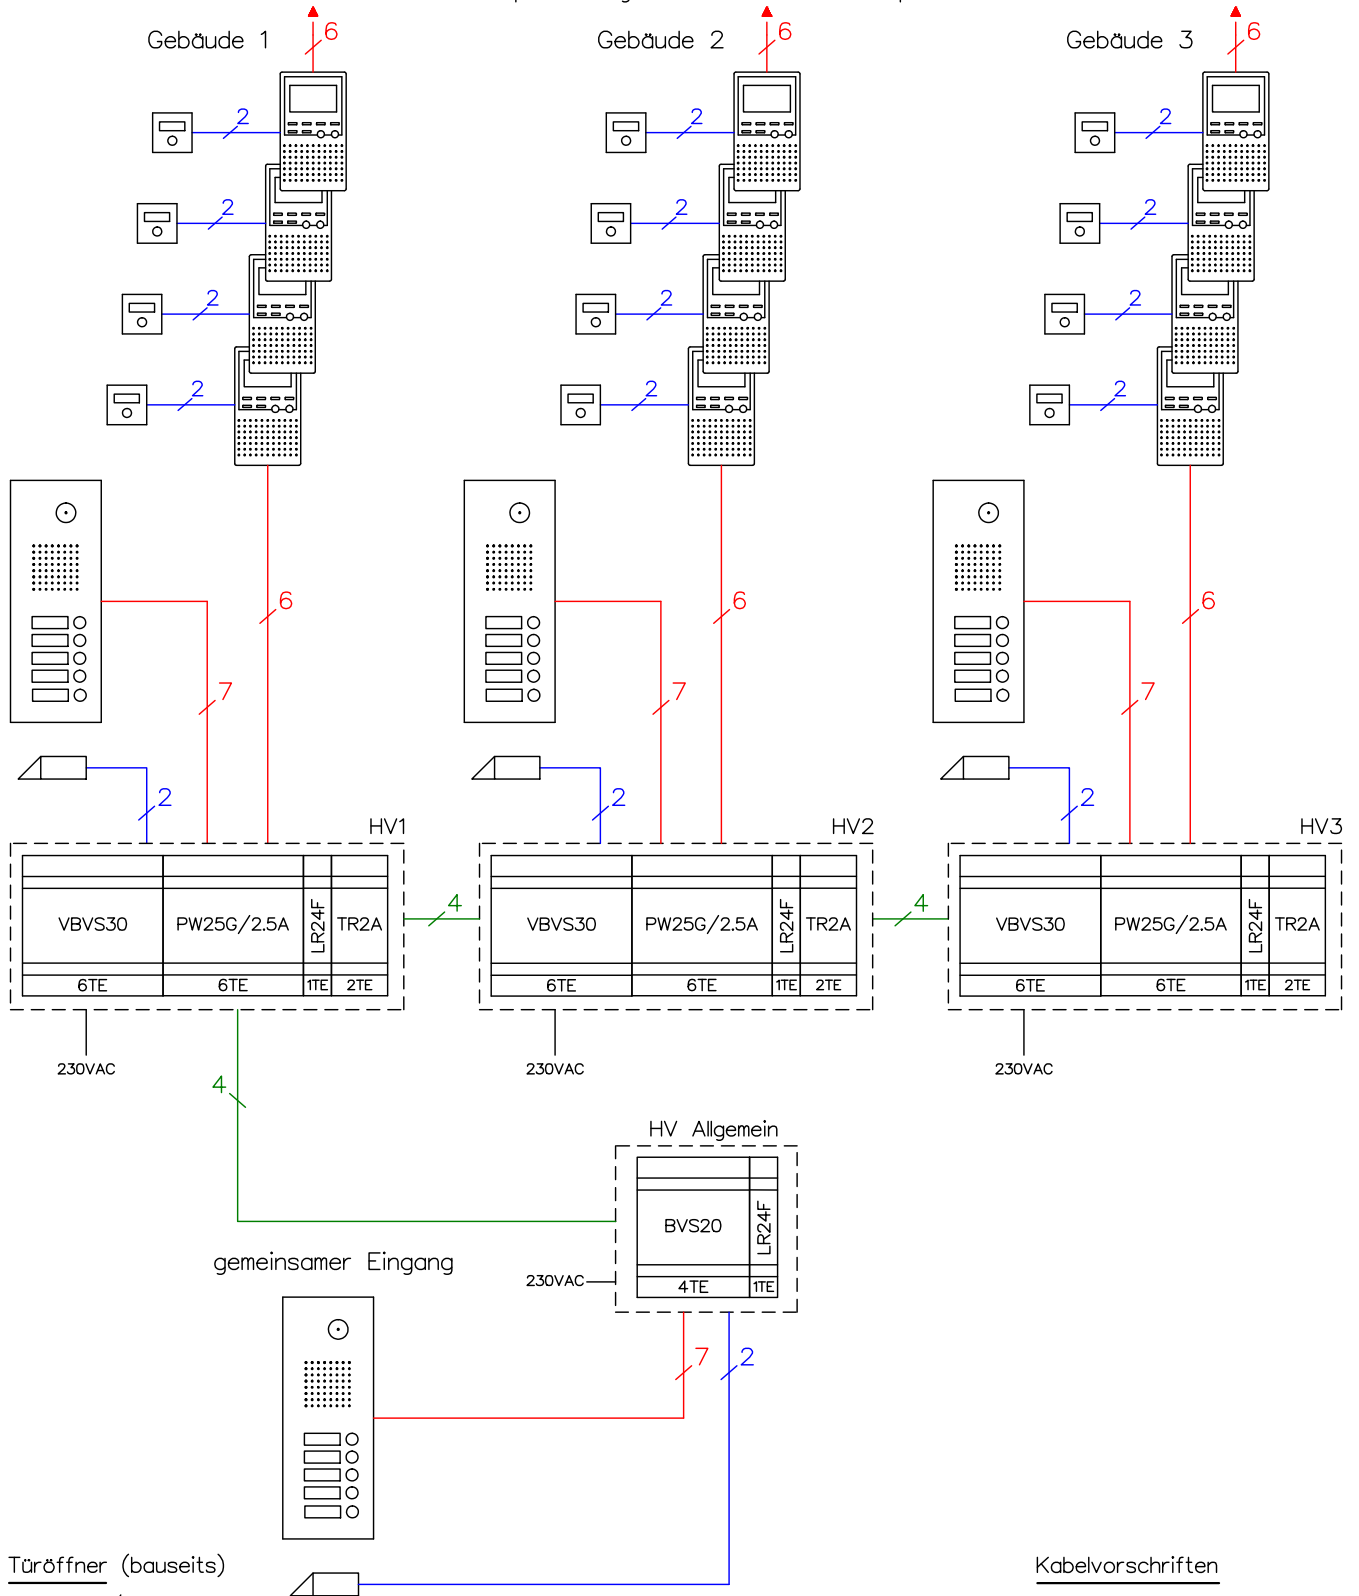 Gebäude 1
Gebäude 2
Gebäude 3
6
6
6
2
2
2
2
2
2
2
2
2
2
2
2
6
6
6
7
7
7
2
2
2
HV1
HV2
HV3
VBVS30 PW25G/2.5A LR24F TR2A
6TE 6TE 1TE 2TE
4
VBVS30 PW25G/2.5A LR24F TR2A
6TE 6TE 1TE 2TE
4
VBVS30 PW25G/2.5A LR24F TR2A
6TE 6TE 1TE 2TE
230VAC
230VAC
230VAC
4
HV Allgemein
BVS20 LR24F
4TE 1TE
230VAC
gemeinsamer Eingang
7
2
Türöffner (bauseits)
Kabelvorschriften